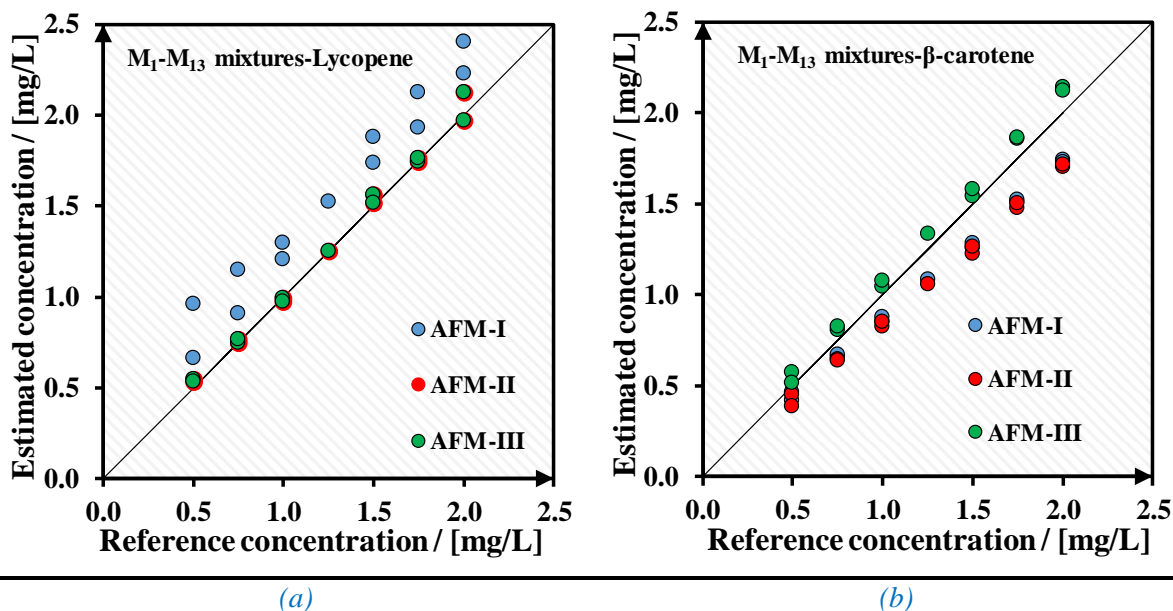 M₁-M₁₃ mixtures-Lycopene
Estimated concentration / [mg/L]
2.5
2.0
1.5
1.0
0.5
0.0
AFM-I
AFM-II
AFM-III
0.0 0.5 1.0 1.5 2.0 2.5
Reference concentration / [mg/L]
(a)
M₁-M₁₃ mixtures-β-carotene
Estimated concentration / [mg/L]
2.5
2.0
1.5
1.0
0.5
0.0
AFM-I
AFM-II
AFM-III
0.0 0.5 1.0 1.5 2.0 2.5
Reference concentration / [mg/L]
(b)